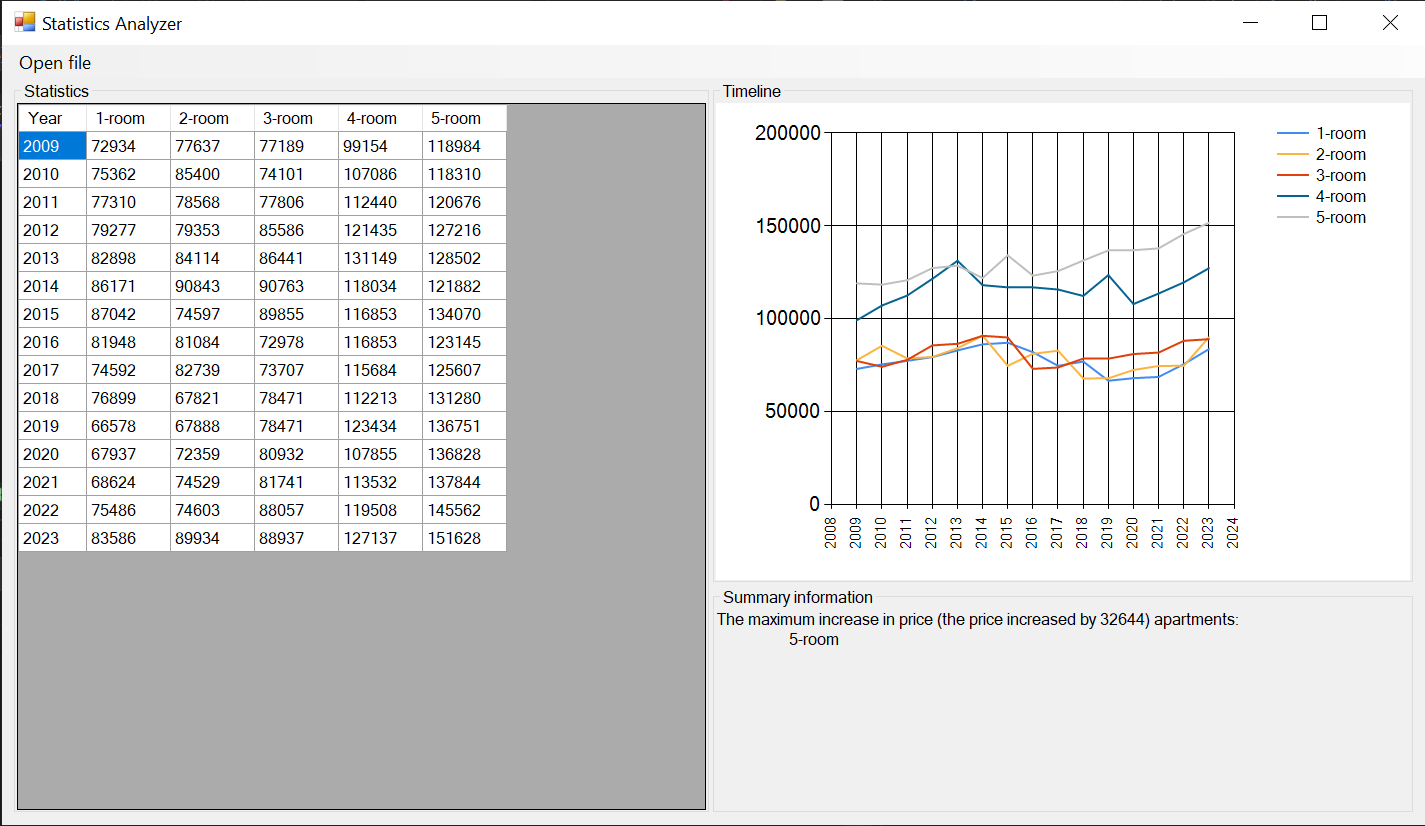 Statistics Analyzer
Open file
Statistics
Year 1-room 2-room 3-room 4-room 5-room
2009 72934 77637 77189 99154 118984
2010 75362 85400 74101 107086 118310
2011 77310 78568 77806 112440 120676
2012 79277 79353 85586 121435 127216
2013 82898 84114 86441 131149 128502
2014 86171 90843 90763 118034 121882
2015 87042 74597 89855 116853 134070
2016 81948 81084 72978 116853 123145
2017 74592 82739 73707 115684 125607
2018 76899 67821 78471 112213 131280
2019 66578 67888 78471 123434 136751
2020 67937 72359 80932 107855 136828
2021 68624 74529 81741 113532 137844
2022 75486 74603 88057 119508 145562
2023 83586 89934 88937 127137 151628
Timeline
200000
150000
100000
50000
0
2008 2009 2010 2011 2012 2013 2014 2015 2016 2017 2018 2019 2020 2021 2022 2023 2024
1-room
2-room
3-room
4-room
5-room
Summary information
The maximum increase in price (the price increased by 32644) apartments:
5-room